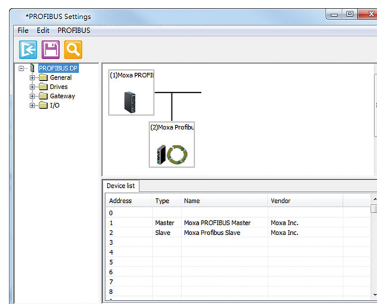 *PROFIBUS Settings
File Edit PROFIBUS
PROFIBUS DP
General
Drives
Gateway
I/O
(1)Moxa PROFI
(2)Moxa Profibu
Device list
Address Type Name Vendor
0
1 Master Moxa PROFIBUS Master Moxa Inc.
2 Slave Moxa Profibus Slave Moxa Inc.
3
4
5
6
7
8